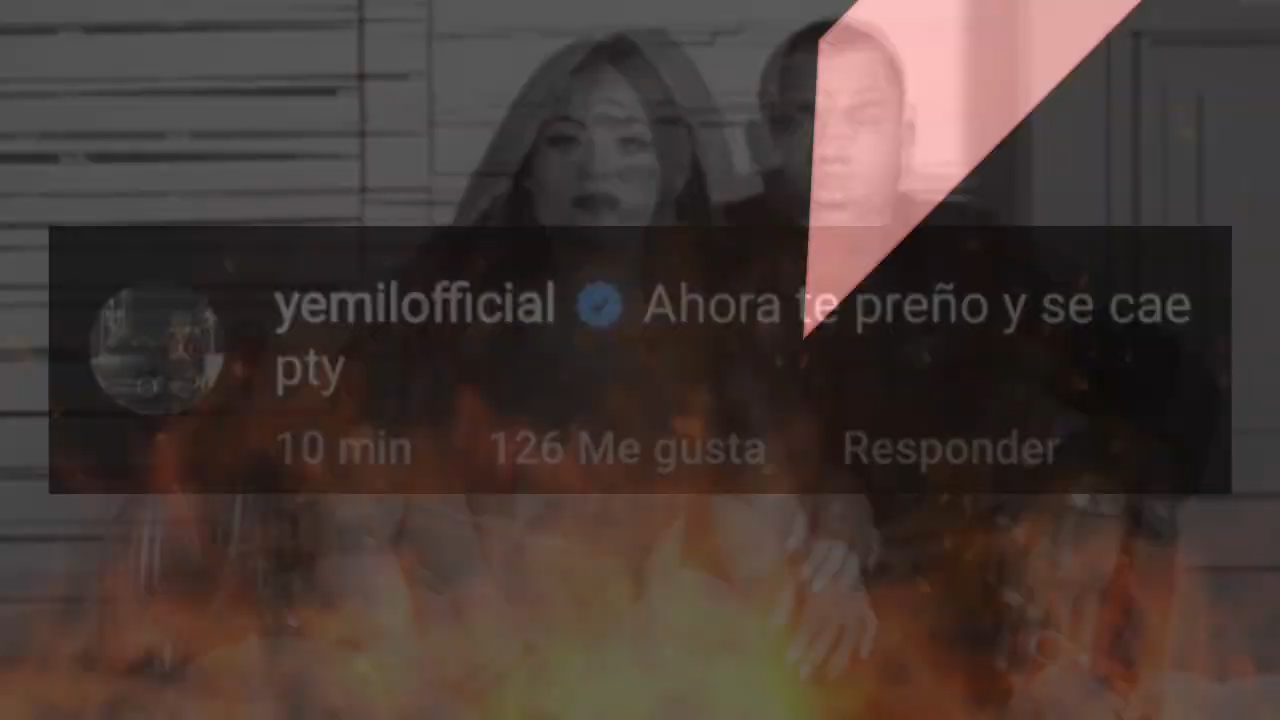 yemilofficial Ahora te preño y se cae
pty
10 min 126 Me gusta Responder